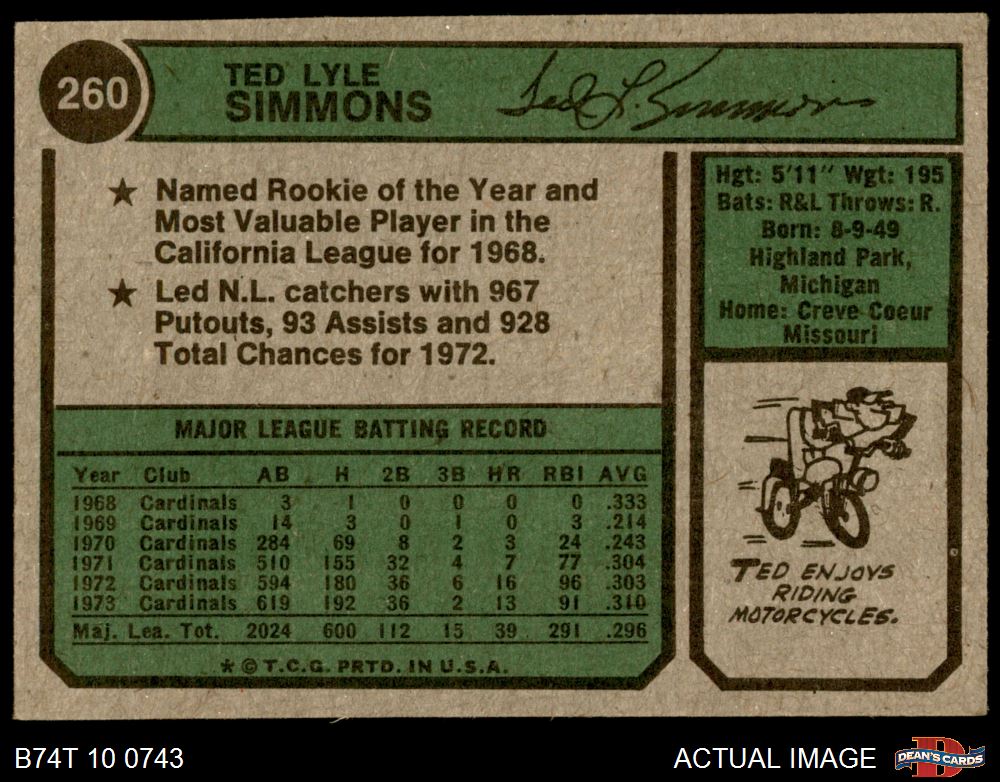 260
TED LYLE
SIMMONS
Ted L. Simmons
★ Named Rookie of the Year and
Most Valuable Player in the
California League for 1968.
★ Led N.L. catchers with 967
Putouts, 93 Assists and 928
Total Chances for 1972.
Hgt: 5'11" Wgt: 195
Bats: R&L Throws: R.
Born: 8-9-49
Highland Park,
Michigan
Home: Creve Coeur
Missouri
MAJOR LEAGUE BATTING RECORD
Year Club AB H 2B 3B HR RBI AVG
1968 Cardinals 3 1 0 0 0 0 .333
1969 Cardinals 14 3 0 1 0 3 .214
1970 Cardinals 284 69 8 2 3 24 .243
1971 Cardinals 510 155 32 4 7 77 .304
1972 Cardinals 594 180 36 6 16 96 .303
1973 Cardinals 619 192 36 2 13 91 .310
Maj. Lea. Tot. 2024 600 112 15 39 291 .296
* © T.C.G. PRTD. IN U.S.A.
TED ENJOYS
RIDING
MOTORCYCLES.
B74T 10 0743
ACTUAL IMAGE
D
DEAN'S CARDS